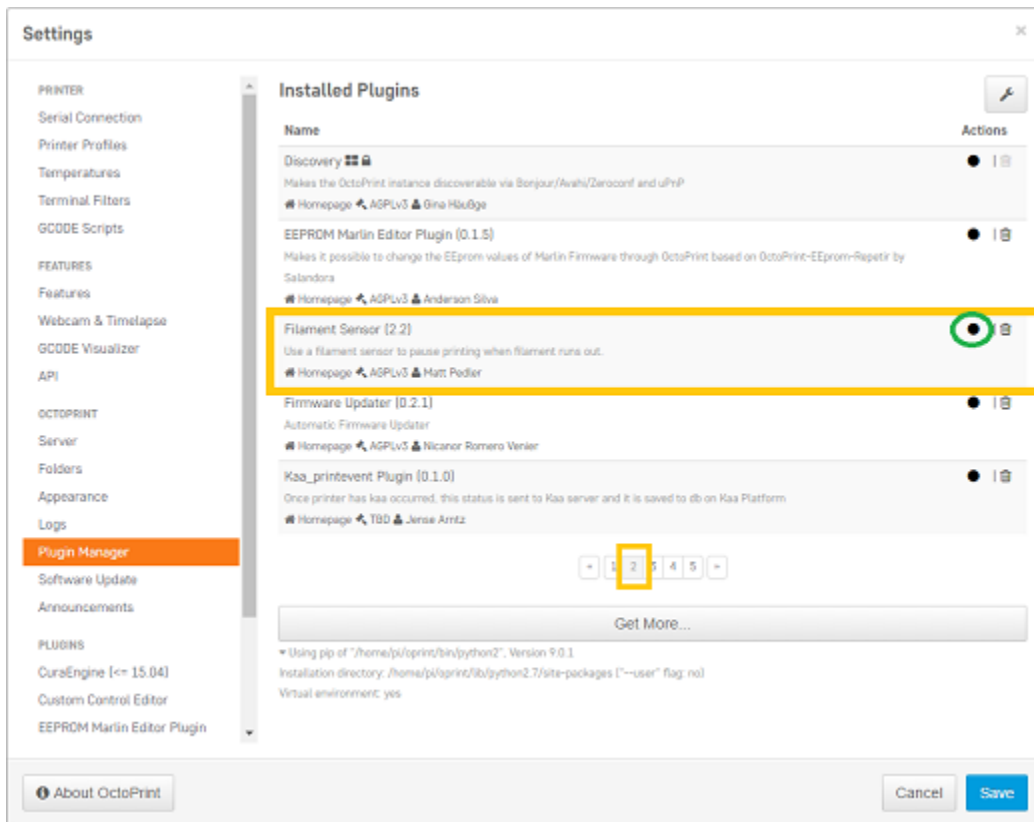 Settings
×
PRINTER
Serial Connection
Printer Profiles
Temperatures
Terminal Filters
GCODE Scripts
FEATURES
Features
Webcam & Timelapse
GCODE Visualizer
API
OCTOPRINT
Server
Folders
Appearance
Logs
Plugin Manager
Software Update
Announcements
PLUGINS
CuraEngine (<= 15.04)
Custom Control Editor
EEPROM Marlin Editor Plugin
Installed Plugins
Name Actions
Discovery
Makes the OctoPrint instance discoverable via Bonjour/Avahi/Zeroconf and uPnP
Homepage AGPLv3 Gina Häußge
EEPROM Marlin Editor Plugin (0.1.5)
Makes it possible to change the EEprom values of Marlin Firmware through OctoPrint based on OctoPrint-EEprom-Repetir by
Salandora
Homepage AGPLv3 Anderson Silva
Filament Sensor (2.2)
Use a filament sensor to pause printing when filament runs out.
Homepage AGPLv3 Matt Pedler
Firmware Updater (0.2.1)
Automatic Firmware Updater
Homepage AGPLv3 Nicanor Romero Venier
Kaa_printevent Plugin (0.1.0)
Once printer has kaa occurred, this status is sent to Kaa server and it is saved to db on Kaa Platform
Homepage TBD Jense Arntz
« 1 2 3 4 5 »
Get More...
Using pip of "/home/pi/oprint/bin/python2", Version 9.0.1
Installation directory: /home/pi/oprint/lib/python2.7/site-packages ("--user" flag: no)
Virtual environment: yes
About OctoPrint
Cancel
Save